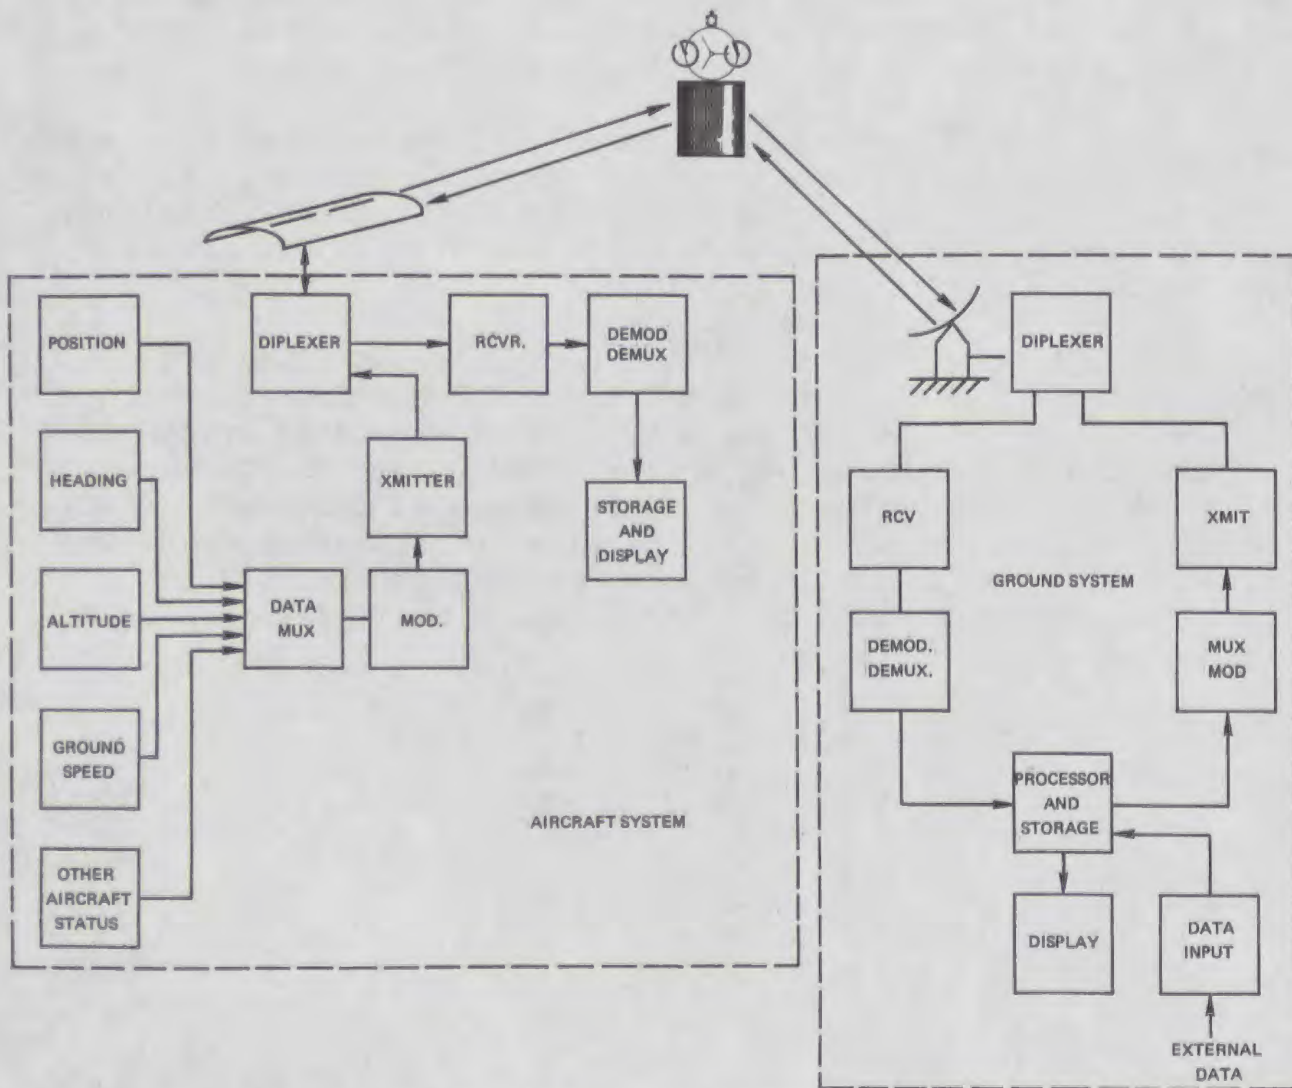 POSITION
DIPLEXER
RCVR.
DEMOD
DEMUX
HEADING
XMITTER
STORAGE
AND
DISPLAY
ALTITUDE
DATA
MUX
MOD.
GROUND
SPEED
AIRCRAFT SYSTEM
OTHER
AIRCRAFT
STATUS
DIPLEXER
RCV
XMIT
GROUND SYSTEM
DEMOD.
DEMUX.
MUX
MOD
PROCESSOR
AND
STORAGE
DISPLAY
DATA
INPUT
EXTERNAL
DATA